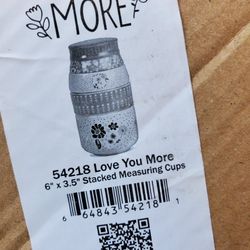 MORE
54218 Love You More
6" x 3.5" Stacked Measuring Cups
6 64843 54218 1